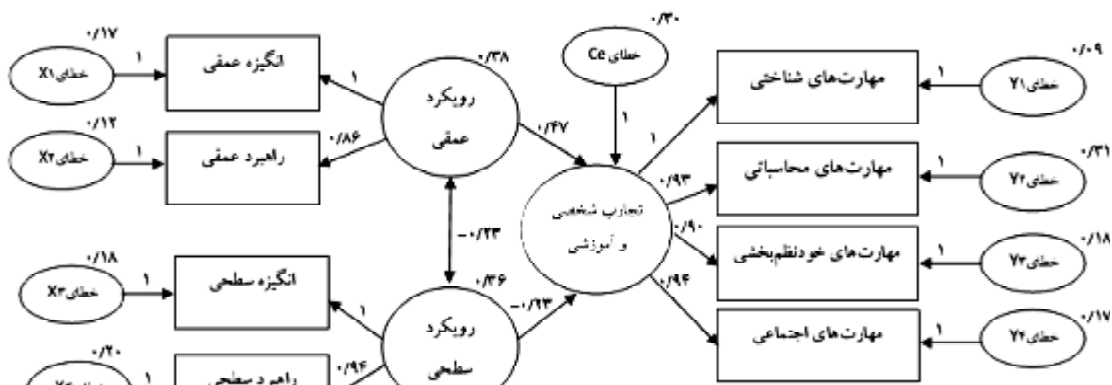 ۰/۱۷
خطای X۱
۱
انگیزه عمقی
۱
۰/۳۸
رویکرد
عمقی
۰/۱۲
خطای X۲
۱
راهبرد عمقی
۰/۸۶
۰/۴۷
۰/۳۰
خطای Ce
۱
تجارب شخصی
و آموزشی
-۰/۲۳
۰/۱۸
خطای X۳
۱
انگیزه سطحی
۱
۰/۳۶
رویکرد
سطحی
-۰/۲۳
۰/۲۰
۱
راهبرد سطحی
۰/۹۴
۱
مهارت‌های شناختی
۱
۰/۰۹
خطای Y۱
۰/۹۳
مهارت‌های محاسباتی
۱
۰/۳۱
خطای Y۲
۰/۹۰
مهارت‌های خودنظم‌بخشی
۱
۰/۱۸
خطای Y۳
۰/۹۴
مهارت‌های اجتماعی
۱
۰/۱۷
خطای Y۴